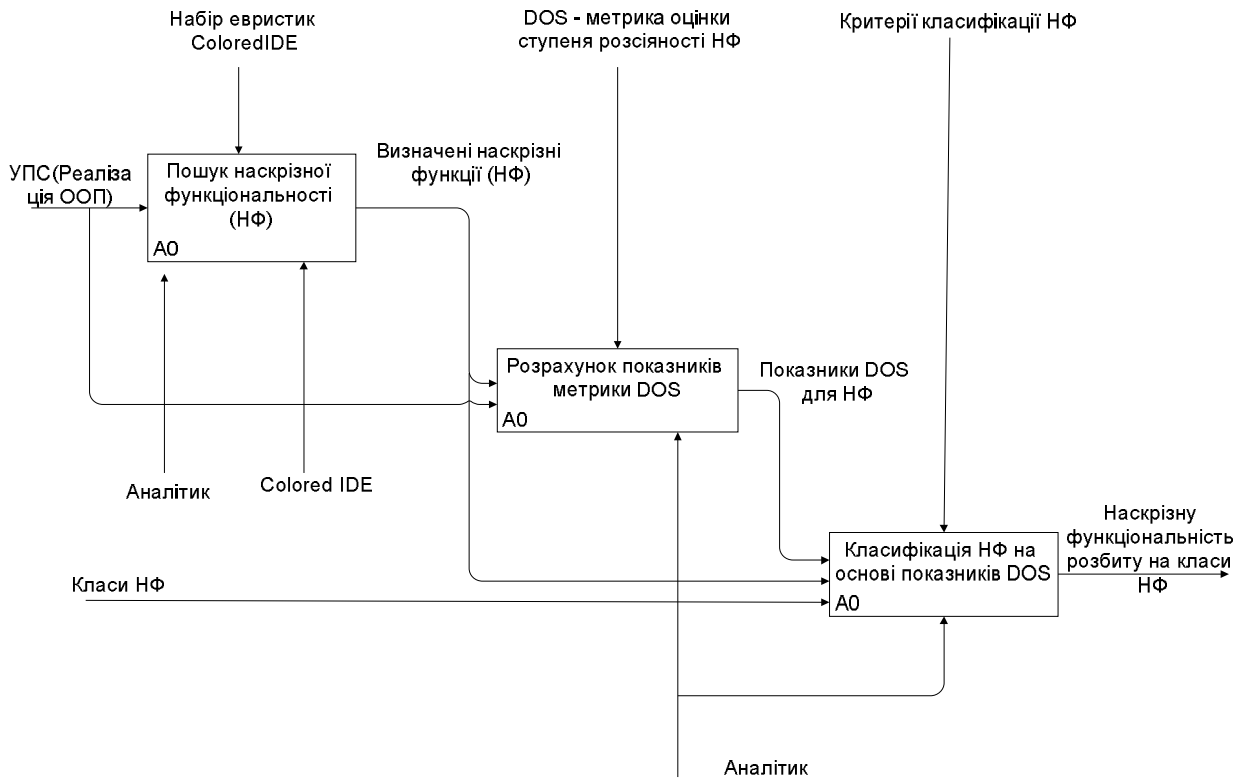 Набір евристик
ColoredIDE
DOS - метрика оцінки
ступеня розсіяності НФ
Критерії класифікації НФ
УПС(Реаліза
ція ООП)
Пошук наскрізної
функціональності
(НФ)
A0
Визначені наскрізні
функції (НФ)
Аналітик
Colored IDE
Розрахунок показників
метрики DOS
A0
Показники DOS
для НФ
Класи НФ
Класифікація НФ на
основі показників DOS
A0
Наскрізну
функціональність
розбиту на класи
НФ
Аналітик